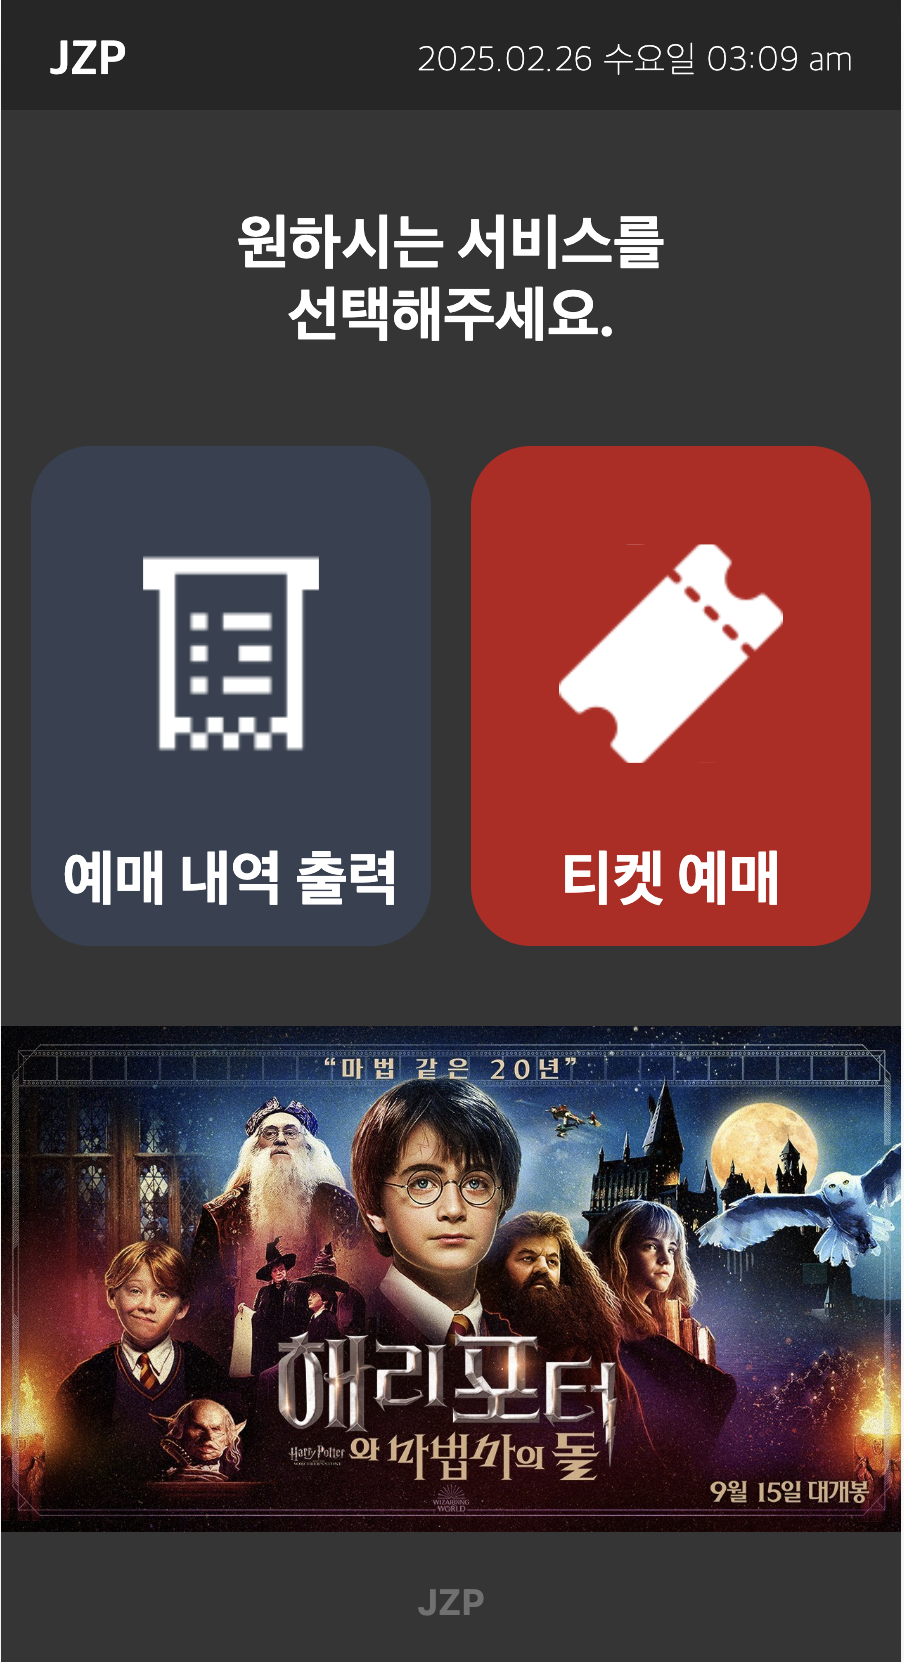 JZP
2025.02.26 수요일 03:09 am
원하시는 서비스를
선택해주세요.
예매 내역 출력
티켓 예매
“마법 같은 20년”
해리포터
Harry Potter
와 마법사의 돌
WIZARDING
WORLD
9월 15일 대개봉
JZP